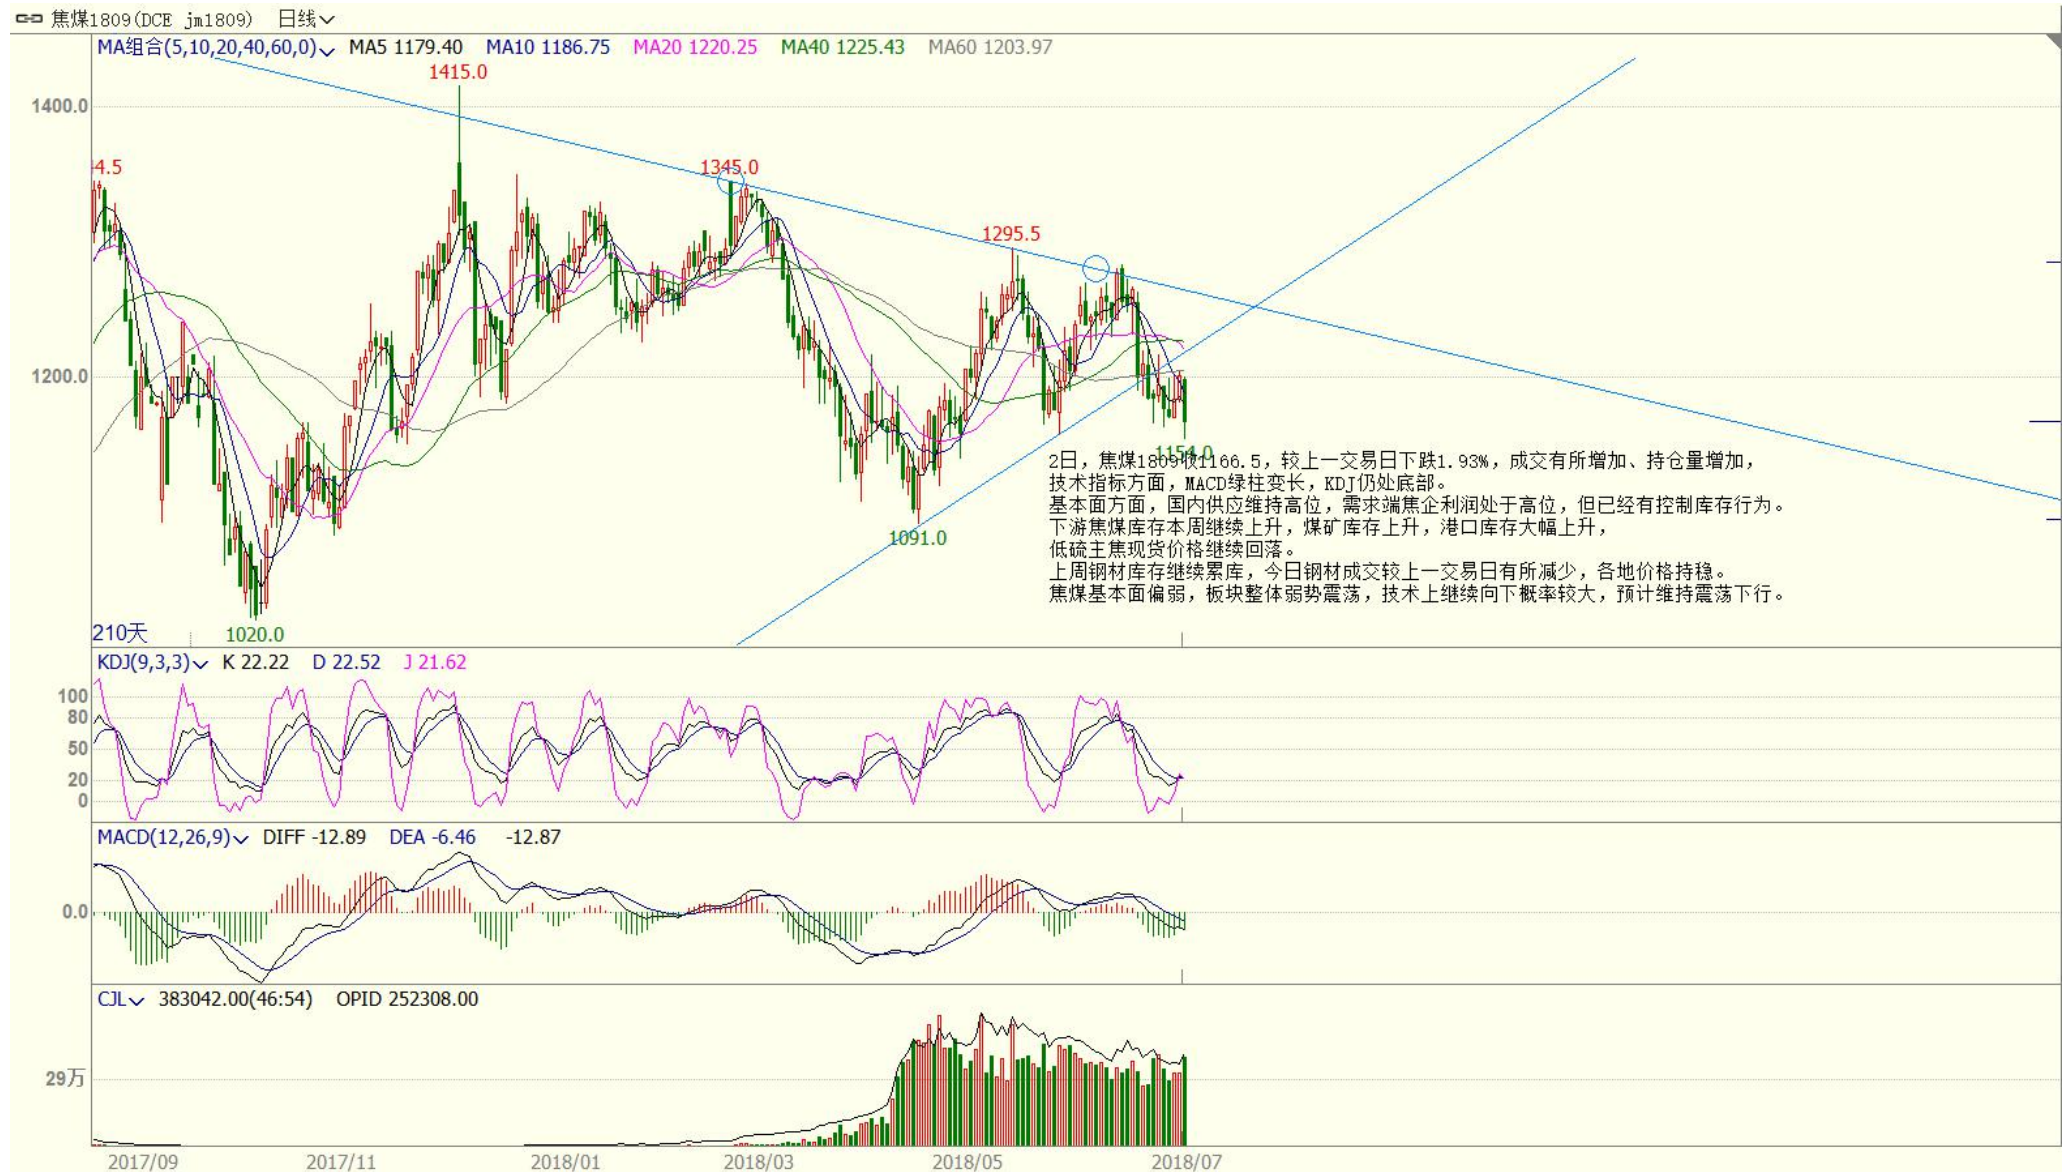 焦煤1809(DCE jm1809) 日线
MA组合(5,10,20,40,60,0) MA5 1179.40 MA10 1186.75 MA20 1220.25 MA40 1225.43 MA60 1203.97
1415.0
1400.0
4.5
1345.0
1295.5
1200.0
1154.0
2日，焦煤1809收1166.5，较上一交易日下跌1.93%，成交有所增加、持仓量增加，
技术指标方面，MACD绿柱变长，KDJ仍处底部。
基本面方面，国内供应维持高位，需求端焦企利润处于高位，但已经有控制库存行为。
下游焦煤库存本周继续上升，煤矿库存上升，港口库存大幅上升，
1091.0
低硫主焦现货价格继续回落。
上周钢材库存继续累库，今日钢材成交较上一交易日有所减少，各地价格持稳。
焦煤基本面偏弱，板块整体弱势震荡，技术上继续向下概率较大，预计维持震荡下行。
210天
1020.0
KDJ(9,3,3) K 22.22 D 22.52 J 21.62
100
80
50
20
0
MACD(12,26,9) DIFF -12.89 DEA -6.46 -12.87
0.0
CJL 383042.00(46:54) OPID 252308.00
29万
2017/09 2017/11 2018/01 2018/03 2018/05 2018/07